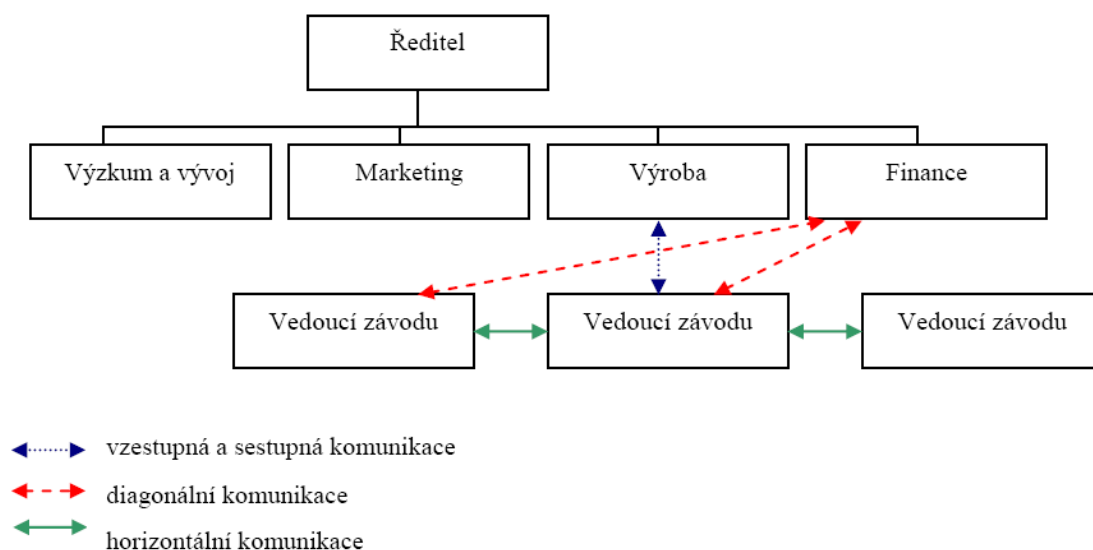 Ředitel
Výzkum a vývoj
Marketing
Výroba
Finance
Vedoucí závodu
Vedoucí závodu
Vedoucí závodu
vzestupná a sestupná komunikace
diagonální komunikace
horizontální komunikace